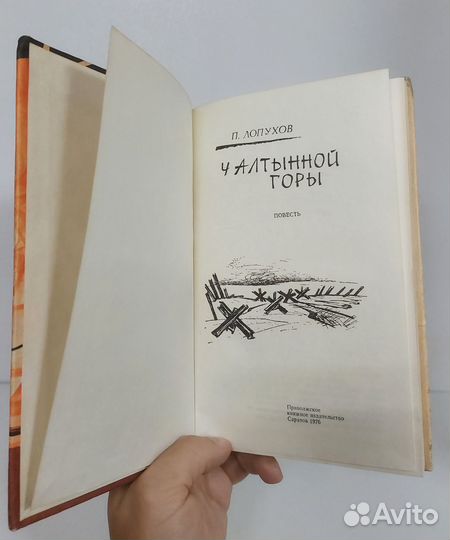 П. ЛОПУХОВ
У АЛТЫННОЙ
ГОРЫ
ПОВЕСТЬ
Приволжское
книжное издательство
Саратов 1976
Avito